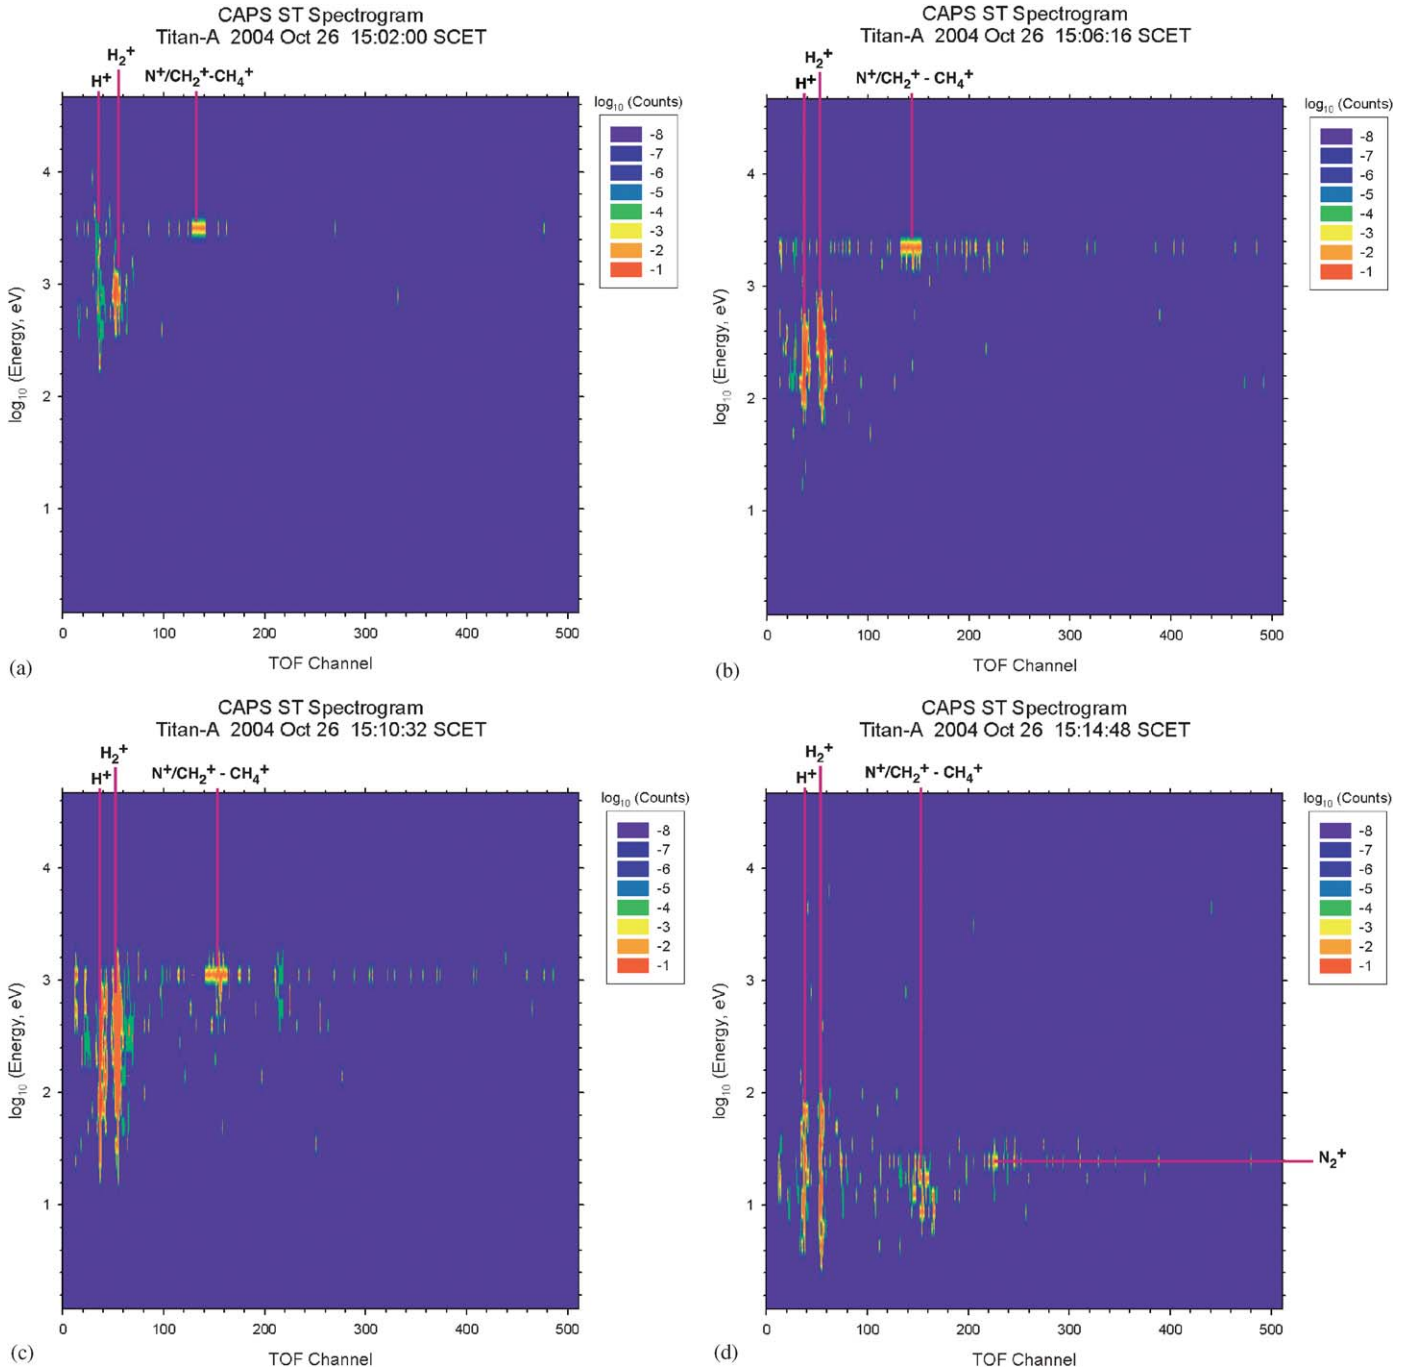 CAPS ST Spectrogram
Titan-A 2004 Oct 26 15:02:00 SCET
H₂⁺
H⁺
N⁺/CH₂⁺-CH₄⁺
log₁₀ (Counts)
-8
-7
-6
-5
-4
-3
-2
-1
log₁₀ (Energy, eV)
4
3
2
1
0
100
200
300
400
500
TOF Channel
(a)
CAPS ST Spectrogram
Titan-A 2004 Oct 26 15:06:16 SCET
H₂⁺
H⁺
N⁺/CH₂⁺ - CH₄⁺
log₁₀ (Counts)
-8
-7
-6
-5
-4
-3
-2
-1
log₁₀ (Energy, eV)
4
3
2
1
0
100
200
300
400
500
TOF Channel
(b)
CAPS ST Spectrogram
Titan-A 2004 Oct 26 15:10:32 SCET
H₂⁺
H⁺
N⁺/CH₂⁺ - CH₄⁺
log₁₀ (Counts)
-8
-7
-6
-5
-4
-3
-2
-1
log₁₀ (Energy, eV)
4
3
2
1
0
100
200
300
400
500
TOF Channel
(c)
CAPS ST Spectrogram
Titan-A 2004 Oct 26 15:14:48 SCET
H₂⁺
H⁺
N⁺/CH₂⁺ - CH₄⁺
log₁₀ (Counts)
-8
-7
-6
-5
-4
-3
-2
-1
log₁₀ (Energy, eV)
4
3
2
1
N₂⁺
0
100
200
300
400
500
TOF Channel
(d)